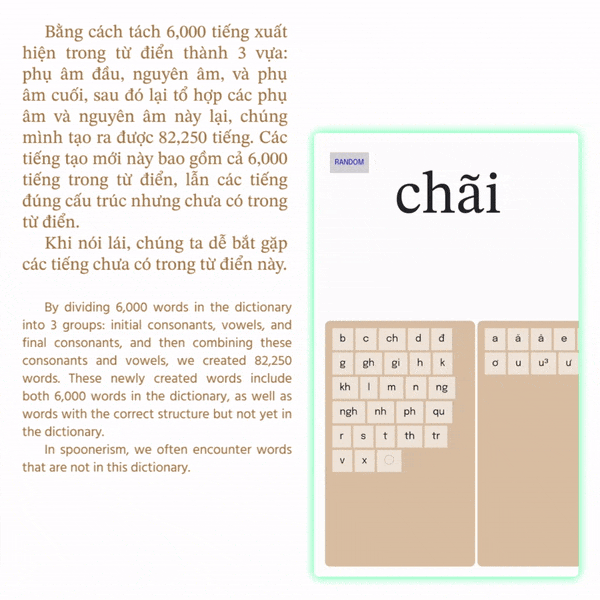 Bằng cách tách 6,000 tiếng xuất
hiện trong từ điển thành 3 vựa:
phụ âm đầu, nguyên âm, và phụ
âm cuối, sau đó lại tổ hợp các phụ
âm và nguyên âm này lại, chúng
mình tạo ra được 82,250 tiếng. Các
tiếng tạo mới này bao gồm cả 6,000
tiếng trong từ điển, lẫn các tiếng
đúng cấu trúc nhưng chưa có trong
từ điển.
Khi nói lái, chúng ta dễ bắt gặp
các tiếng chưa có trong từ điển này.
By dividing 6,000 words in the dictionary
into 3 groups: initial consonants, vowels, and
final consonants, and then combining these
consonants and vowels, we created 82,250
words. These newly created words include
both 6,000 words in the dictionary, as well as
words with the correct structure but not yet in
the dictionary.
In spoonerism, we often encounter words
that are not in this dictionary.
RANDOM
chãi
b c ch d đ
g gh gi h k
kh l m n ng
ngh nh ph qu
r s t th tr
v x
a á â e
ơ u u³ ư